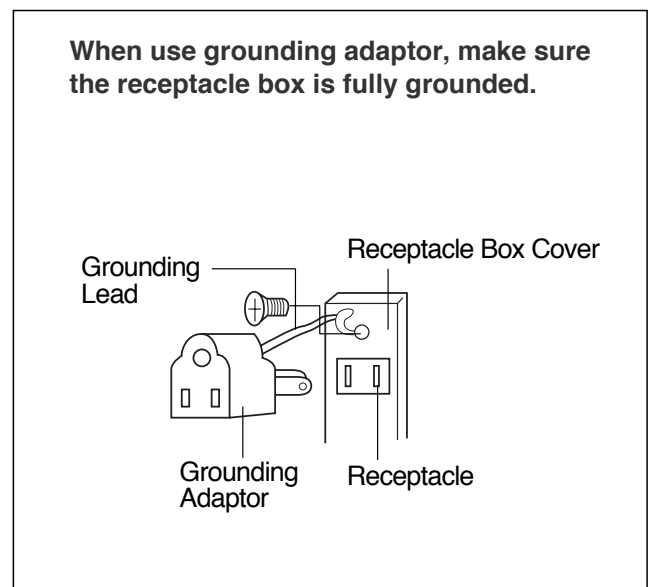 When use grounding adaptor, make sure
the receptacle box is fully grounded.
Receptacle Box Cover
Grounding
Lead
Grounding
Adaptor
Receptacle